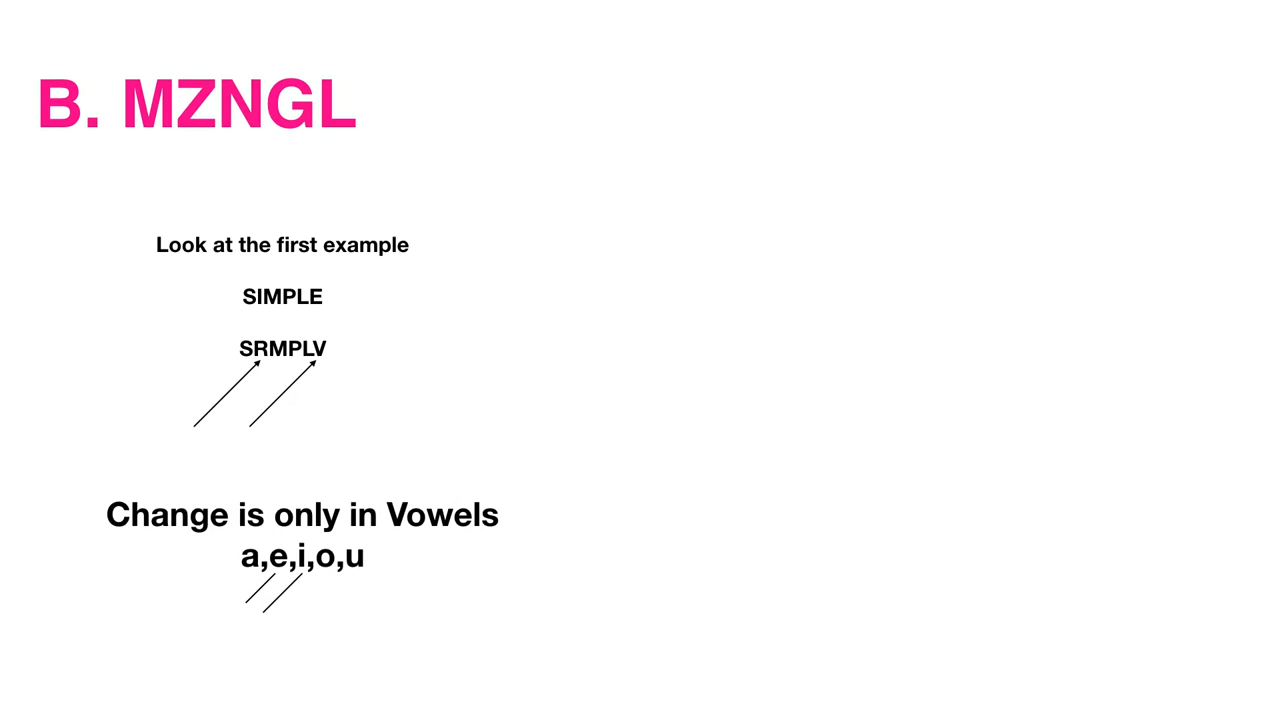 B. MZNGL
Look at the first example
SIMPLE
SRMPLV
Change is only in Vowels
a,e,i,o,u